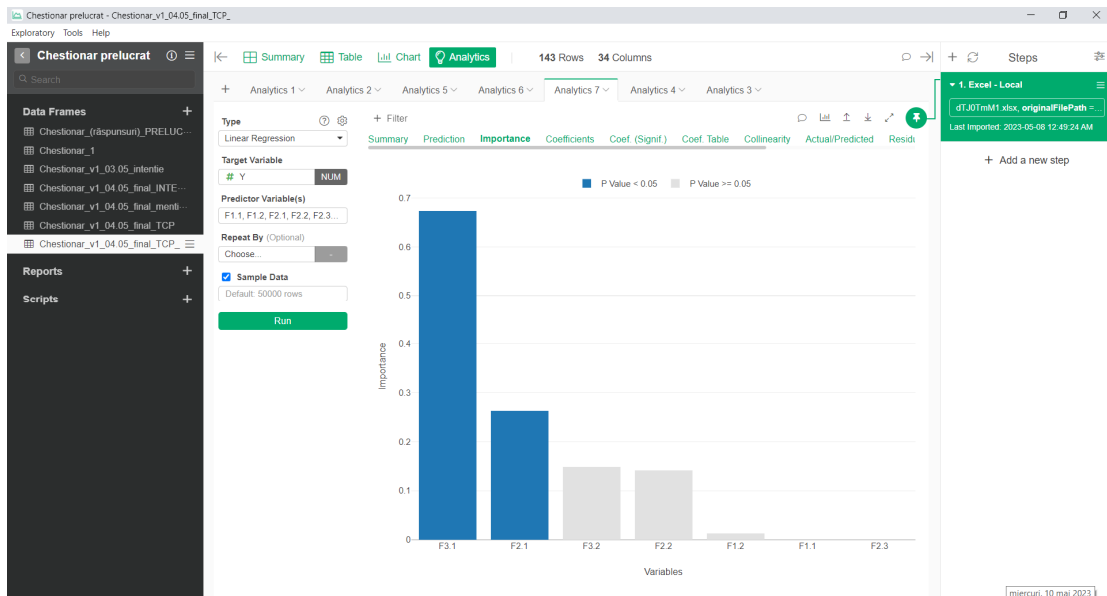 Chestionar prelucrat - Chestionar_v1_04.05_final_TCP_
Exploratory Tools Help
Chestionar prelucrat
Search
Data Frames
Chestionar_(răspunsuri)_PRELUC···
Chestionar_1
Chestionar_v1_03.05_intentie
Chestionar_v1_04.05_final_INTE···
Chestionar_v1_04.05_final_menti···
Chestionar_v1_04.05_final_TCP
Chestionar_v1_04.05_final_TCP_
Reports
Scripts
Summary Table Chart Analytics 143 Rows 34 Columns
+ Analytics 1 Analytics 2 Analytics 5 Analytics 6 Analytics 7 Analytics 4 Analytics 3
Type
Linear Regression
Target Variable
# Y NUM
Predictor Variable(s)
F1.1, F1.2, F2.1, F2.2, F2.3...
Repeat By (Optional)
Choose... -
Sample Data
Default: 50000 rows
Run
+ Filter
Summary Prediction Importance Coefficients Coef. (Signif.) Coef. Table Collinearity Actual/Predicted Residi
P Value < 0.05 P Value >= 0.05
0.7
0.6
0.5
0.4
0.3
0.2
0.1
0
Importance
F3.1 F2.1 F3.2 F2.2 F1.2 F1.1 F2.3
Variables
Steps
1. Excel - Local
dTJ0TmM1.xlsx, originalFilePath =...
Last Imported: 2023-05-08 12:49:24 AM
+ Add a new step
miercuri, 10 mai 2023